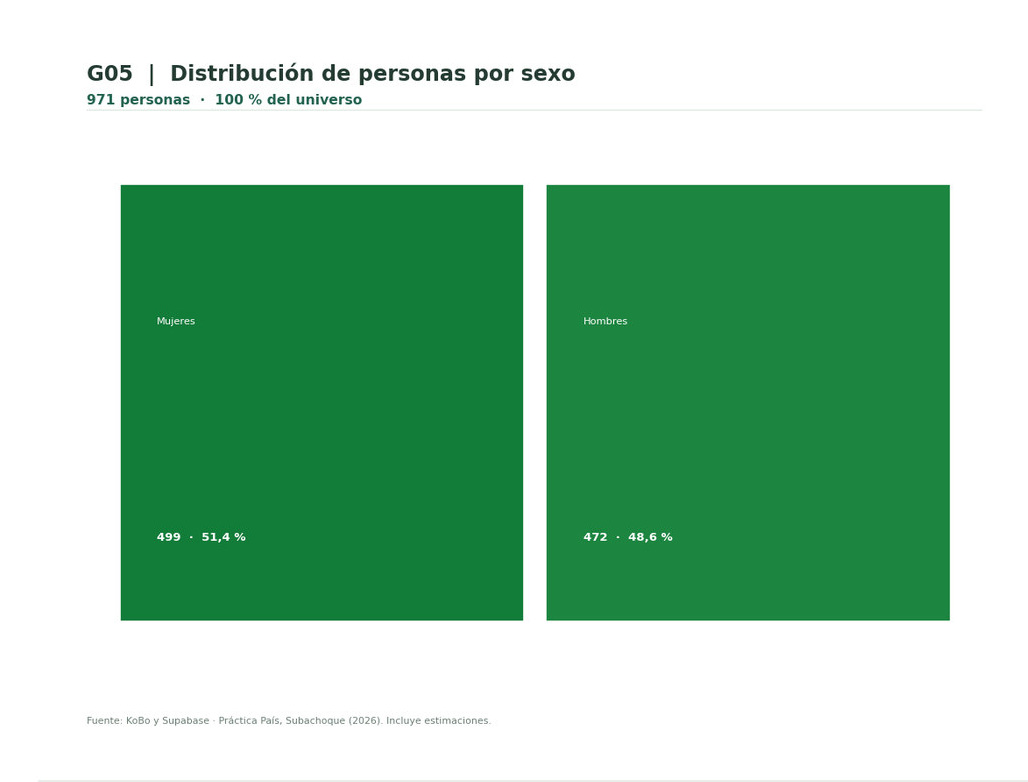 G05 | Distribución de personas por sexo
971 personas · 100 % del universo
Mujeres
Hombres
499 · 51,4 %
472 · 48,6 %
Fuente: KoBo y Supabase · Práctica País, Subachoque (2026). Incluye estimaciones.